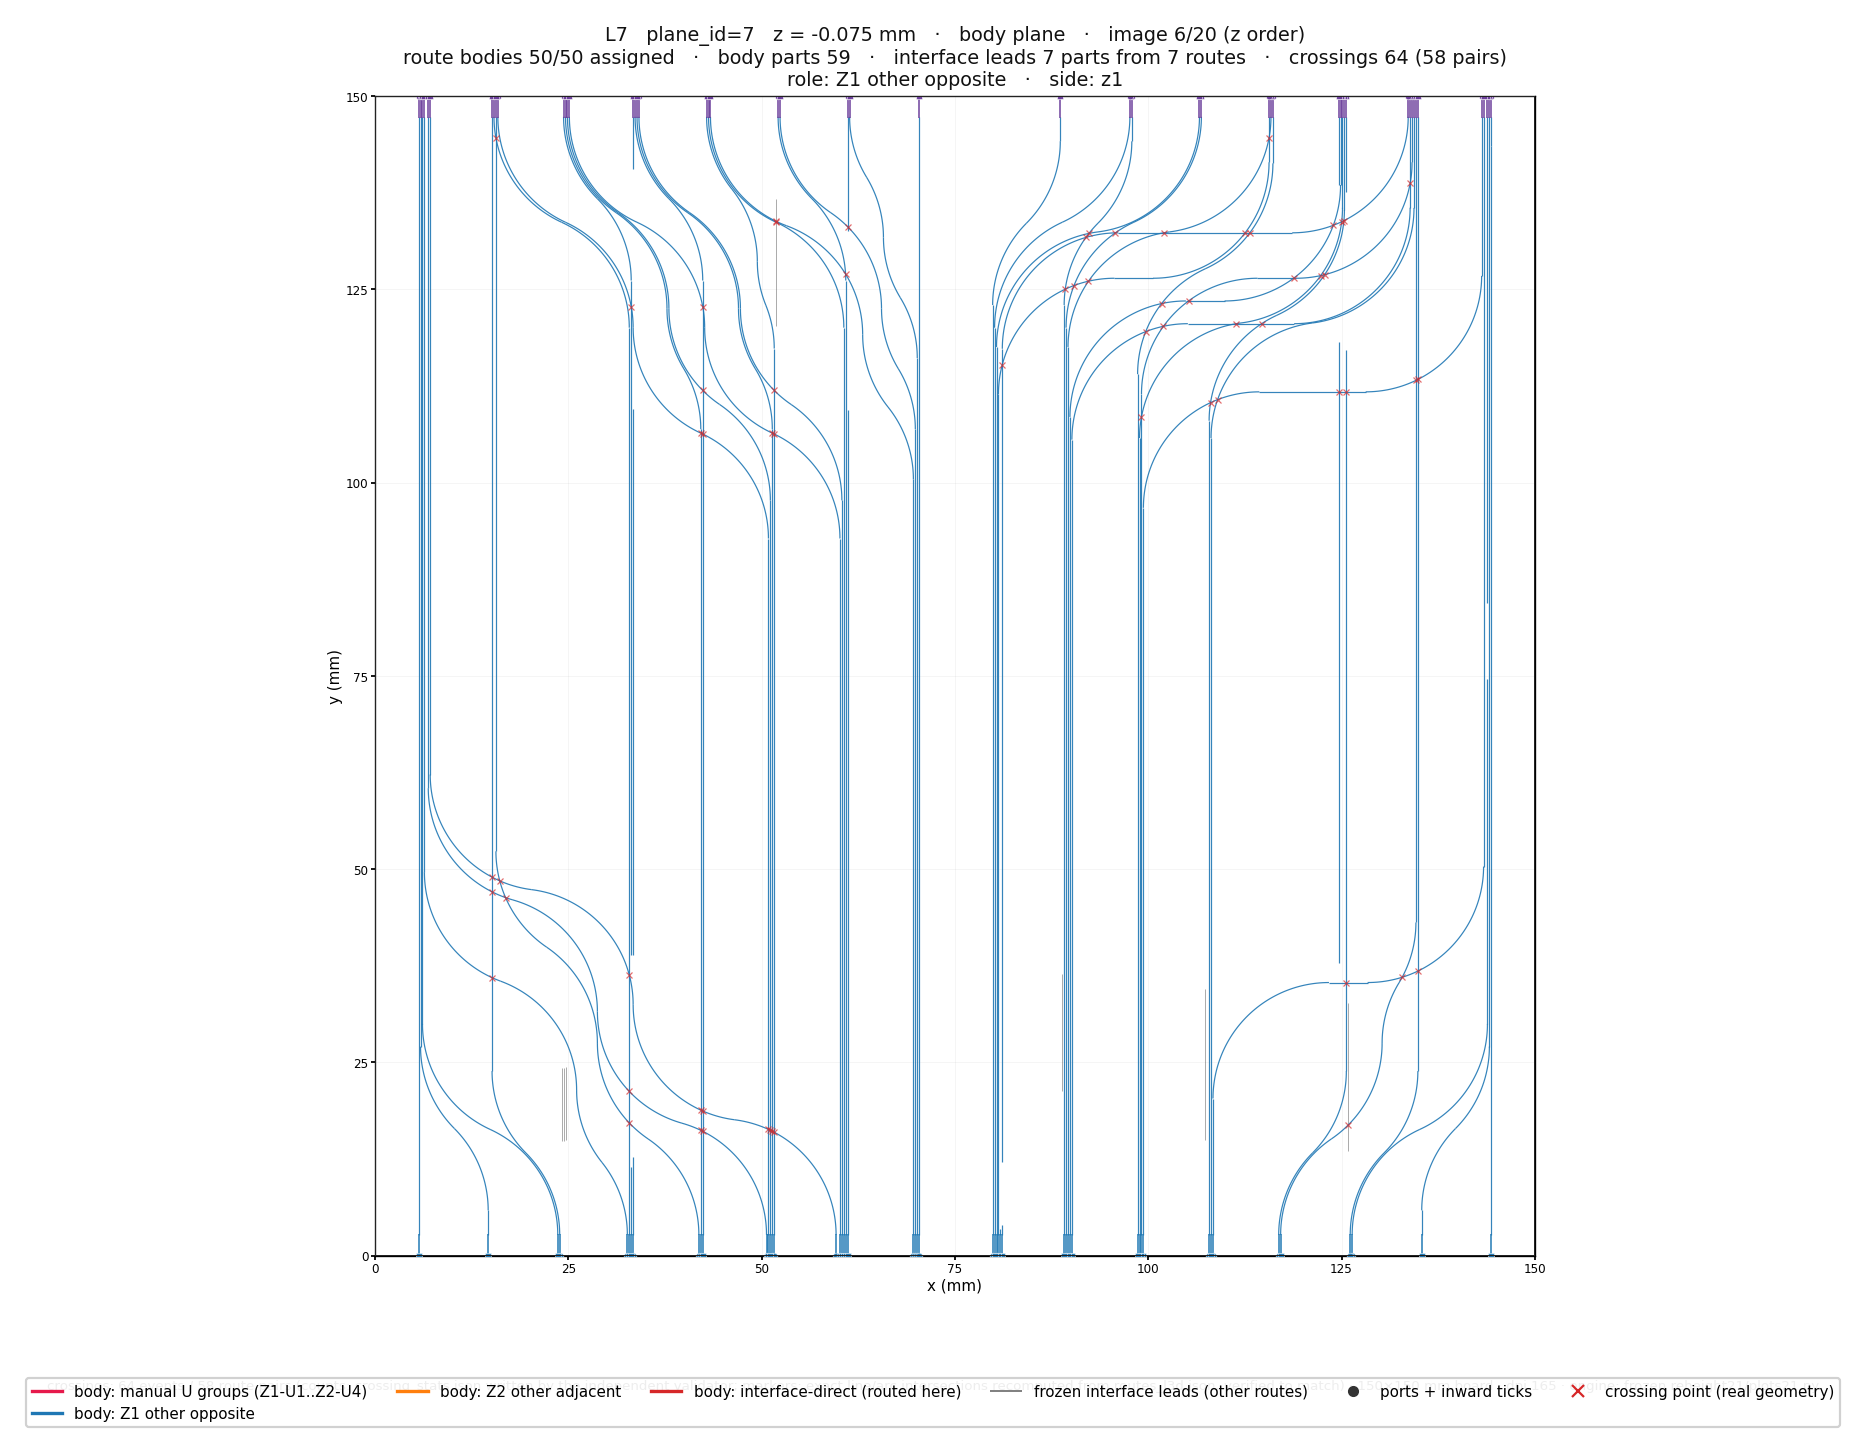 L7 plane_id=7 z = -0.075 mm · body plane · image 6/20 (z order)
route bodies 50/50 assigned · body parts 59 · interface leads 7 parts from 7 routes · crossings 64 (58 pairs)
role: Z1 other opposite · side: z1
150
125
100
75
50
25
0
y (mm)
0 25 50 75 100 125 150
x (mm)
body: manual U groups (Z1-U1..Z2-U4)
body: Z2 other adjacent
body: interface-direct (routed here)
frozen interface leads (other routes)
ports + inward ticks
crossing point (real geometry)
body: Z1 other opposite